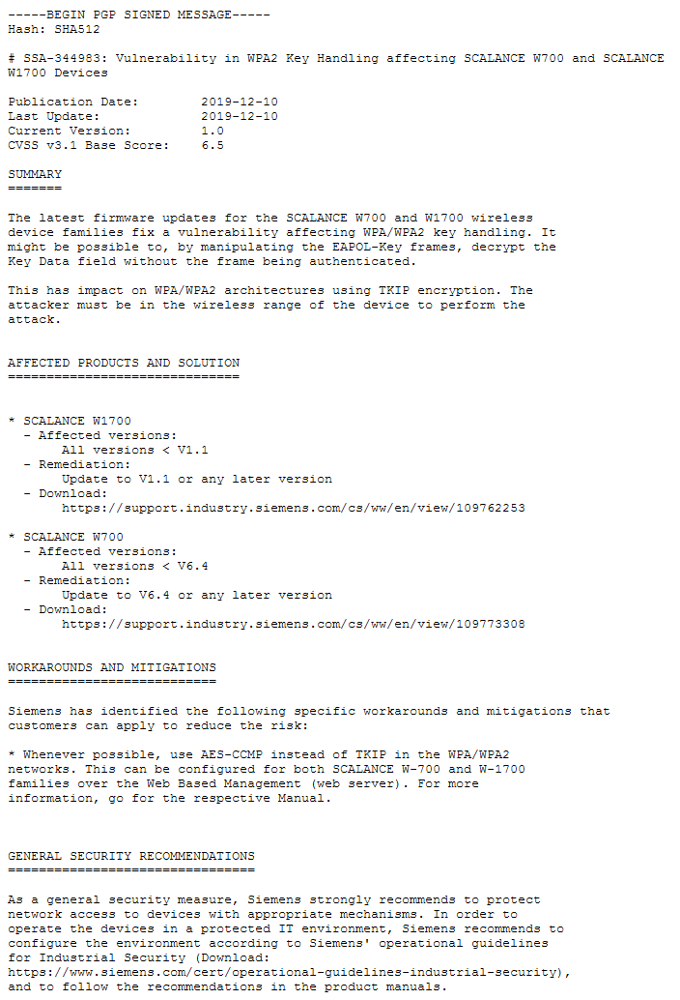 -----BEGIN PGP SIGNED MESSAGE-----
Hash: SHA512
# SSA-344983: Vulnerability in WPA2 Key Handling affecting SCALANCE W700 and SCALANCE
W1700 Devices
Publication Date:        2019-12-10
Last Update:             2019-12-10
Current Version:         1.0
CVSS v3.1 Base Score:    6.5
SUMMARY
=======
The latest firmware updates for the SCALANCE W700 and W1700 wireless
device families fix a vulnerability affecting WPA/WPA2 key handling. It
might be possible to, by manipulating the EAPOL-Key frames, decrypt the
Key Data field without the frame being authenticated.
This has impact on WPA/WPA2 architectures using TKIP encryption. The
attacker must be in the wireless range of the device to perform the
attack.
AFFECTED PRODUCTS AND SOLUTION
==============================
* SCALANCE W1700
  - Affected versions:
       All versions < V1.1
  - Remediation:
       Update to V1.1 or any later version
  - Download:
       https://support.industry.siemens.com/cs/ww/en/view/109762253
* SCALANCE W700
  - Affected versions:
       All versions < V6.4
  - Remediation:
       Update to V6.4 or any later version
  - Download:
       https://support.industry.siemens.com/cs/ww/en/view/109773308
WORKAROUNDS AND MITIGATIONS
===========================
Siemens has identified the following specific workarounds and mitigations that
customers can apply to reduce the risk:
* Whenever possible, use AES-CCMP instead of TKIP in the WPA/WPA2
networks. This can be configured for both SCALANCE W-700 and W-1700
families over the Web Based Management (web server). For more
information, go for the respective Manual.
GENERAL SECURITY RECOMMENDATIONS
================================
As a general security measure, Siemens strongly recommends to protect
network access to devices with appropriate mechanisms. In order to
operate the devices in a protected IT environment, Siemens recommends to
configure the environment according to Siemens' operational guidelines
for Industrial Security (Download:
https://www.siemens.com/cert/operational-guidelines-industrial-security),
and to follow the recommendations in the product manuals.